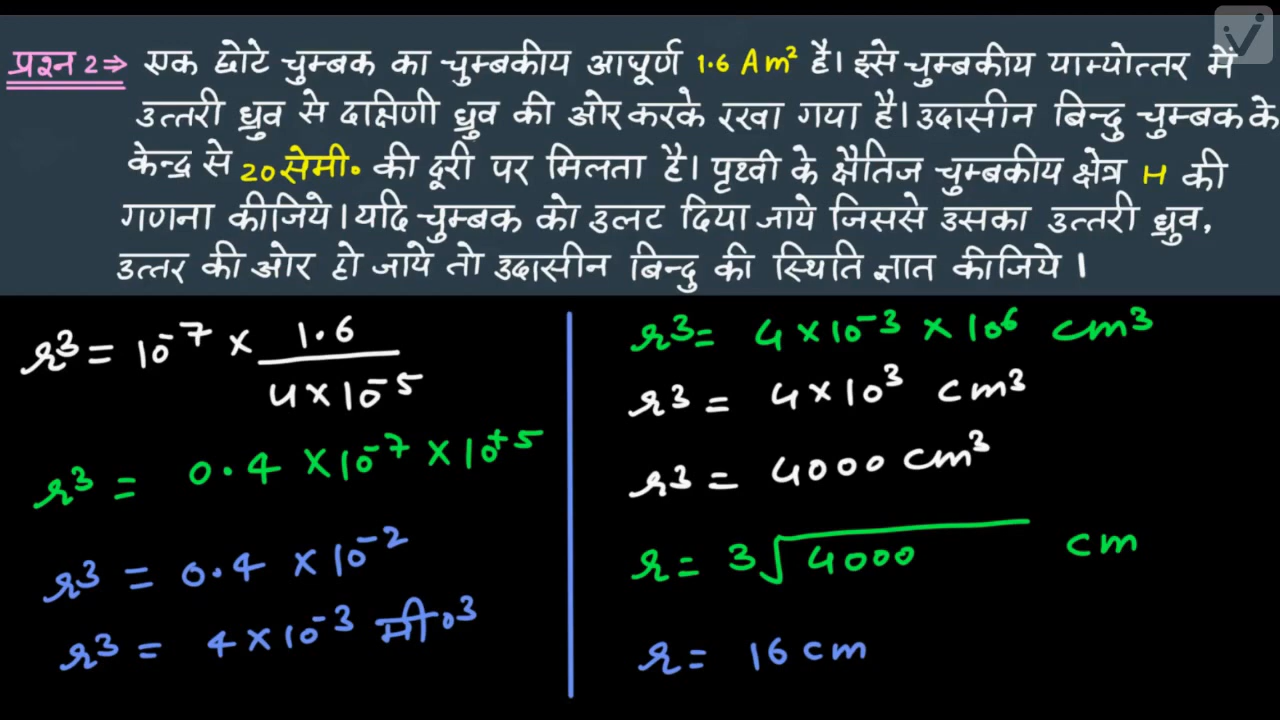 प्रश्न 2⇒ एक छोटे चुम्बक का चुम्बकीय आघूर्ण 1.6 Am² है। इसे चुम्बकीय याम्योत्तर में
उत्तरी ध्रुव से दक्षिणी ध्रुव की ओर करके रखा गया है। उदासीन बिन्दु चुम्बक के
केन्द्र से 20 सेमी० की दूरी पर मिलता है। पृथ्वी के क्षैतिज चुम्बकीय क्षेत्र H की
गणना कीजिये। यदि चुम्बक को उलट दिया जाये जिससे उसका उत्तरी ध्रुव,
उत्तर की ओर हो जाये तो उदासीन बिन्दु की स्थिति ज्ञात कीजिये।
r³ = 10⁻⁷ × 1.6 / 4×10⁻⁵
r³ = 0.4 ×10⁻⁷ × 10⁺⁵
r³ = 0.4 × 10⁻²
r³ = 4×10⁻³ मी०³
r³= 4×10⁻³ × 10⁶ cm³
r³ = 4×10³ cm³
r³ = 4000 cm³
r = 3√4000 cm
r = 16 cm